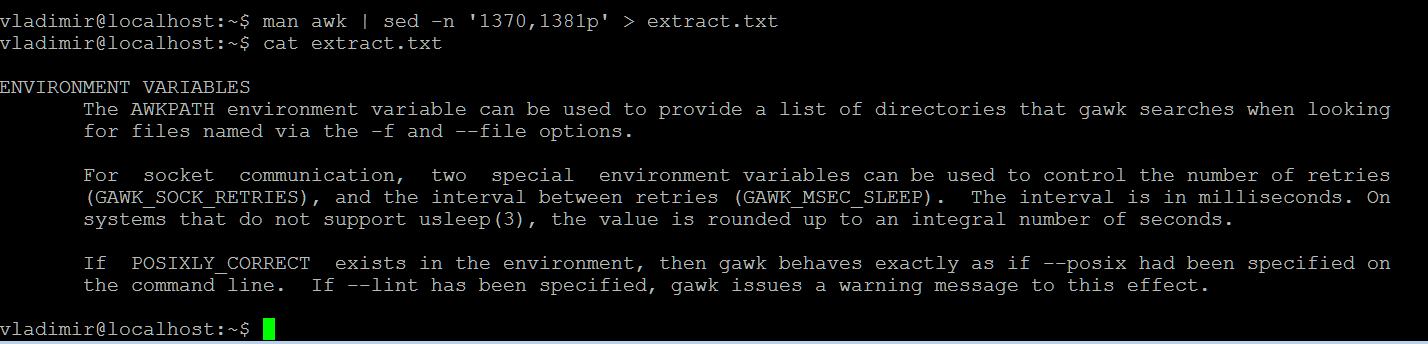 vladimir@localhost:~$ man awk | sed -n '1370,1381p' > extract.txt
vladimir@localhost:~$ cat extract.txt

ENVIRONMENT VARIABLES
       The AWKPATH environment variable can be used to provide a list of directories that gawk searches when looking
       for files named via the -f and --file options.

       For  socket  communication,  two  special  environment variables can be used to control the number of retries
       (GAWK_SOCK_RETRIES), and the interval between retries (GAWK_MSEC_SLEEP).  The interval is in milliseconds. On
       systems that do not support usleep(3), the value is rounded up to an integral number of seconds.

       If  POSIXLY_CORRECT  exists in the environment, then gawk behaves exactly as if --posix had been specified on
       the command line.  If --lint has been specified, gawk issues a warning message to this effect.

vladimir@localhost:~$